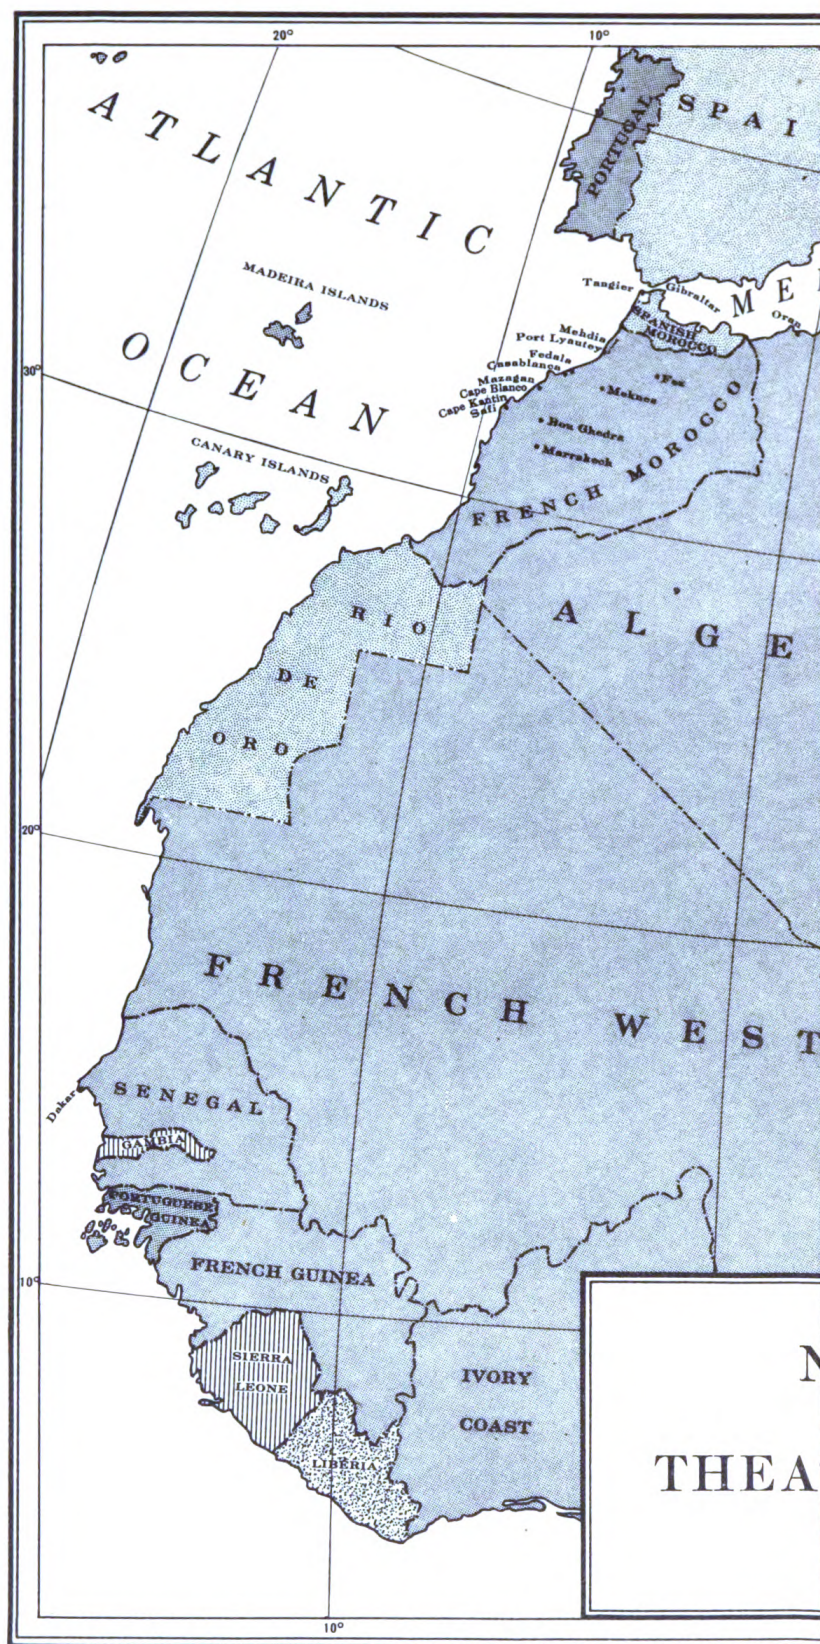 20°
10°
ATLANTIC
OCEAN
PORTUGAL
SPAI
MADEIRA ISLANDS
Tangier
Gibraltar
ME
Oran
SPANISH
MOROCCO
Mehdia
Port Lyautey
Fedala
Casablanca
Mazagan
Cape Blanco
Cape Kantin
Safi
Fez
Meknes
Bou Ghedra
Marrakech
FRENCH MOROCCO
30°
CANARY ISLANDS
ALGE
RIO
DE
ORO
20°
FRENCH WEST
Dakar
SENEGAL
GAMBIA
PORTUGUESE
GUINEA
FRENCH GUINEA
10°
SIERRA
LEONE
LIBERIA
IVORY
COAST
THEA
10°